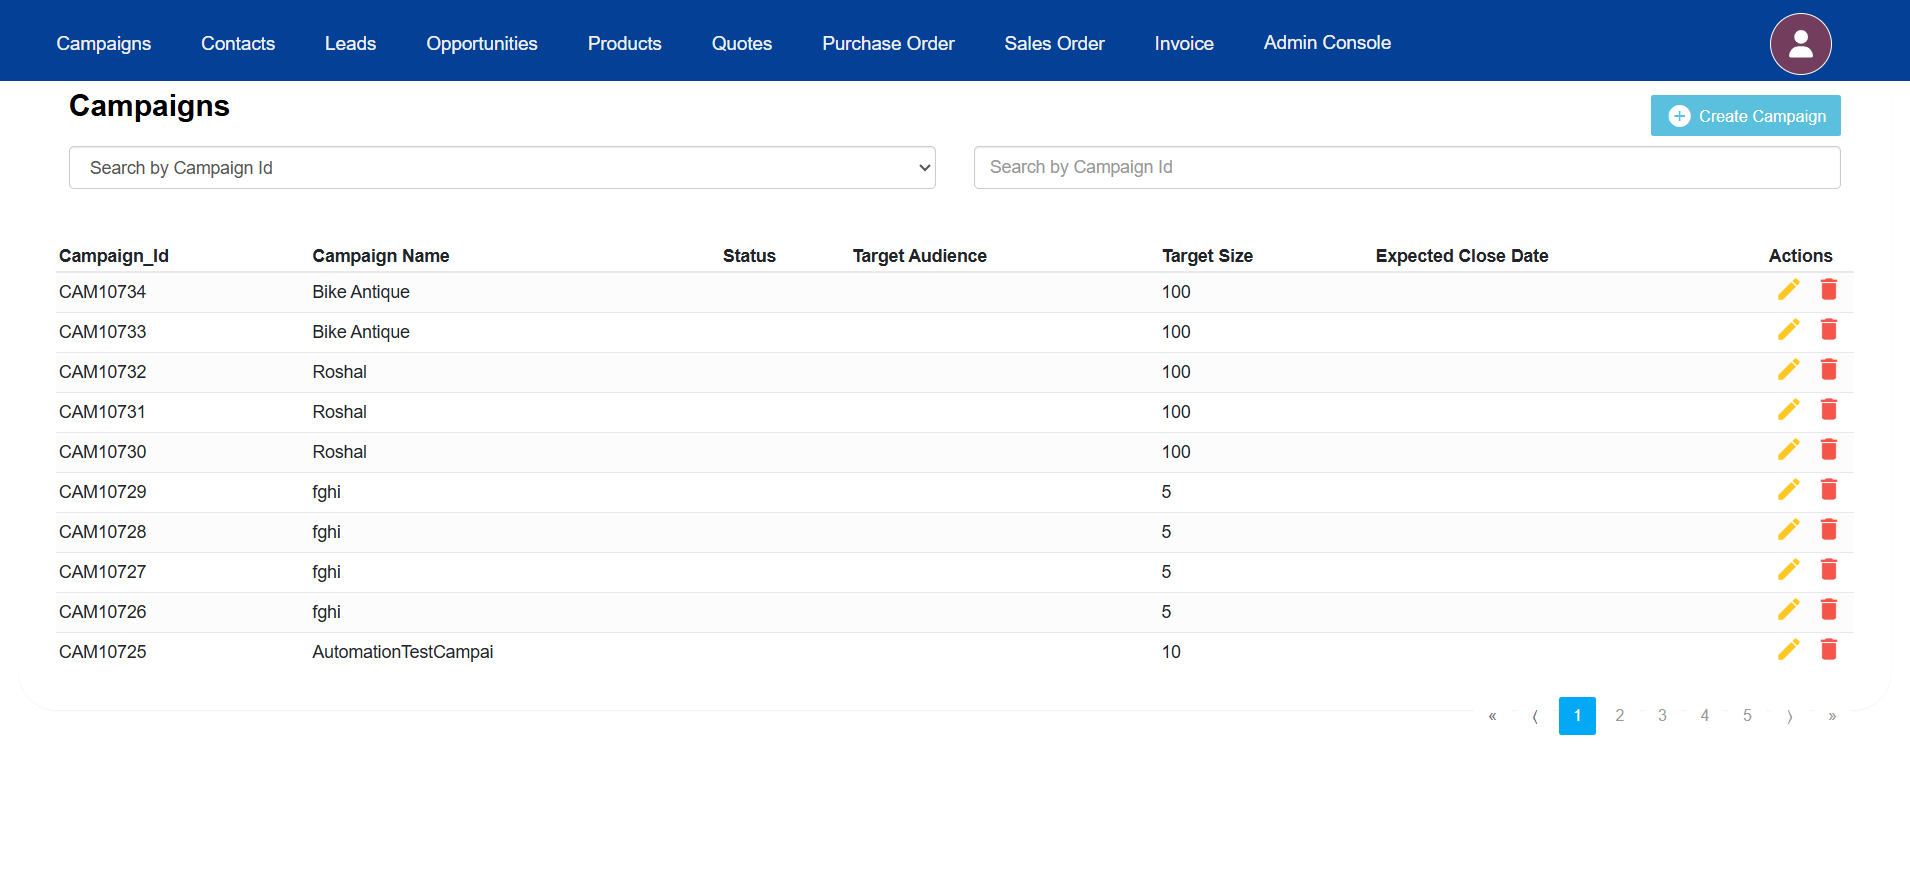 Campaigns Contacts Leads Opportunities Products Quotes Purchase Order Sales Order Invoice Admin Console
Campaigns
Create Campaign
Search by Campaign Id Search by Campaign Id
Campaign_Id Campaign Name Status Target Audience Target Size Expected Close Date Actions
CAM10734 Bike Antique 100
CAM10733 Bike Antique 100
CAM10732 Roshal 100
CAM10731 Roshal 100
CAM10730 Roshal 100
CAM10729 fghi 5
CAM10728 fghi 5
CAM10727 fghi 5
CAM10726 fghi 5
CAM10725 AutomationTestCampai 10
« ⟨ 1 2 3 4 5 ⟩ »